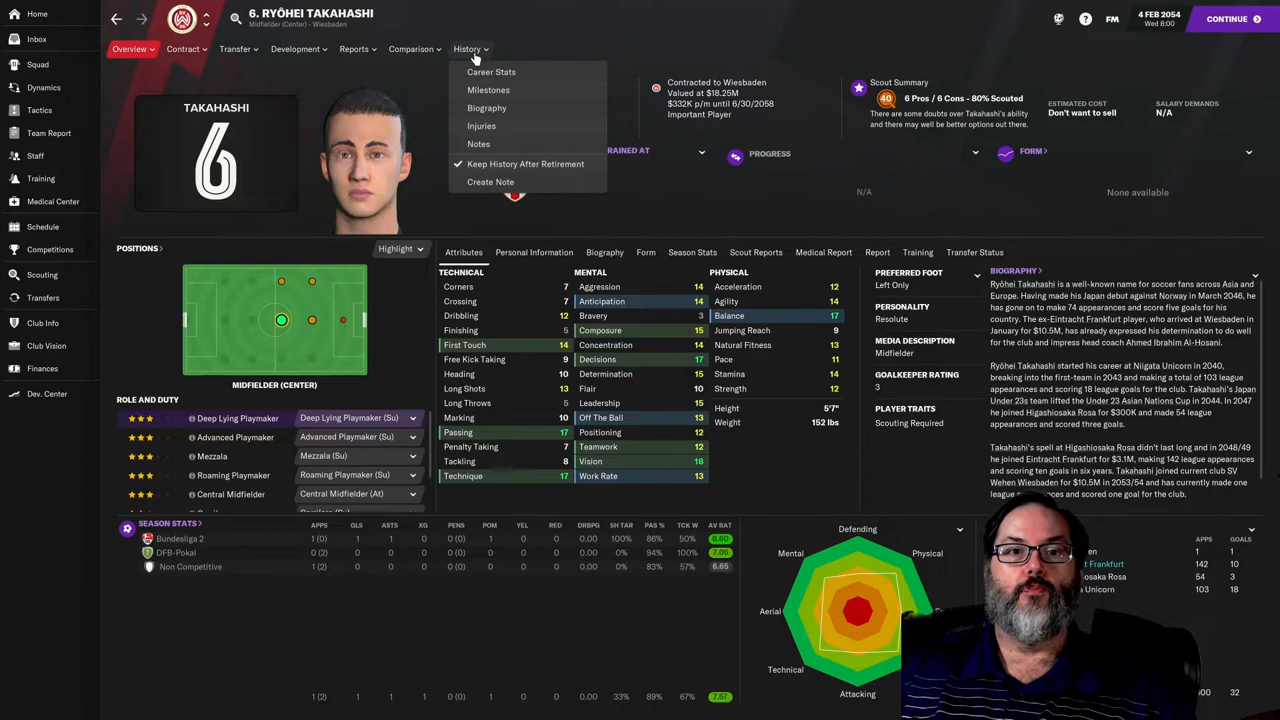 Home
Inbox
Squad
Dynamics
Tactics
Team Report
Staff
Training
Medical Center
Schedule
Competitions
Scouting
Transfers
Club Info
Club Vision
Finances
Dev. Center
6. RYŌHEI TAKAHASHI
Midfielder (Center) - Wiesbaden
FM
4 FEB 2054
Wed 8:00
CONTINUE
Overview
Contract
Transfer
Development
Reports
Comparison
History
Career Stats
Milestones
Biography
Injuries
Notes
Keep History After Retirement
Create Note
TAKAHASHI
6
Contracted to Wiesbaden
Valued at $18.25M
$332K p/m until 6/30/2058
Important Player
Scout Summary
40
6 Pros / 6 Cons - 80% Scouted
There are some doubts over Takahashi's ability and there may well be better options out there.
ESTIMATED COST
Don't want to sell
SALARY DEMANDS
N/A
RAINED AT
PROGRESS
N/A
FORM
None available
POSITIONS
Highlight
MIDFIELDER (CENTER)
ROLE AND DUTY
Deep Lying Playmaker
Deep Lying Playmaker (Su)
Advanced Playmaker
Advanced Playmaker (Su)
Mezzala
Mezzala (Su)
Roaming Playmaker
Roaming Playmaker (Su)
Central Midfielder
Central Midfielder (At)
Attributes
Personal Information
Biography
Form
Season Stats
Scout Reports
Medical Report
Report
Training
Transfer Status
TECHNICAL
Corners 7
Crossing 7
Dribbling 12
Finishing 5
First Touch 14
Free Kick Taking 9
Heading 10
Long Shots 13
Long Throws 5
Marking 10
Passing 17
Penalty Taking 7
Tackling 8
Technique 17
MENTAL
Aggression 14
Anticipation 14
Bravery 3
Composure 15
Concentration 14
Decisions 17
Determination 15
Flair 10
Leadership 15
Off The Ball 13
Positioning 12
Teamwork 12
Vision 18
Work Rate 13
PHYSICAL
Acceleration 12
Agility 14
Balance 17
Jumping Reach 9
Natural Fitness 13
Pace 11
Stamina 14
Strength 12
Height 5'7"
Weight 152 lbs
PREFERRED FOOT
Left Only
PERSONALITY
Resolute
MEDIA DESCRIPTION
Midfielder
GOALKEEPER RATING
3
PLAYER TRAITS
Scouting Required
BIOGRAPHY
Ryōhei Takahashi is a well-known name for soccer fans across Asia and
Europe. Having made his Japan debut against Norway in March 2046, he
has gone on to make 74 appearances and score five goals for his
country. The ex-Eintracht Frankfurt player, who arrived at Wiesbaden in
January for $10.5M, has already expressed his determination to do well
for the club and impress head coach Ahmed Ibrahim Al-Hosani.
Ryōhei Takahashi started his career at Niigata Unicorn in 2040,
breaking into the first-team in 2043 and making a total of 103 league
appearances and scoring 18 league goals. Takahashi's Japan
Under 23s team lifted the Under 23 Asian Nations Cup in 2044. In 2047
he joined Higashiosaka Rosa for $300K and made 54 league
appearances and scored three goals.
Takahashi's spell at Higashiosaka Rosa didn't last long and in 2048/49
he joined Eintracht Frankfurt for $3.1M, making 142 league appearances
and scoring ten goals in six years. Takahashi joined current club SV
Wehen Wiesbaden for $10.5M in 2053/54 and has currently made one
league and scored one goal for the club.
SEASON STATS
APPS GLS ASTS XG PENS POM YEL RED DRBPG SH TAR PAS % TCK W AV RAT
Bundesliga 2 1 (0) 1 1 0 0 (0) 1 0 0 0.00 100% 86% 50% 8.60
DFB-Pokal 0 (2) 0 0 0 0 (0) 0 0 0 0.00 0% 94% 100% 7.05
Non Competitive 1 (2) 0 0 0 0 (0) 0 0 0 0.00 0% 83% 57% 6.65
1 (2) 1 1 1 0 (0) 1 0 0 0.00 33% 89% 67% 7.57
Defending
Mental
Physical
Aerial
Technical
Attacking
APPS GOALS
en 1 1
t Frankfurt 142 10
osaka Rosa 54 3
a Unicorn 103 18
300 32